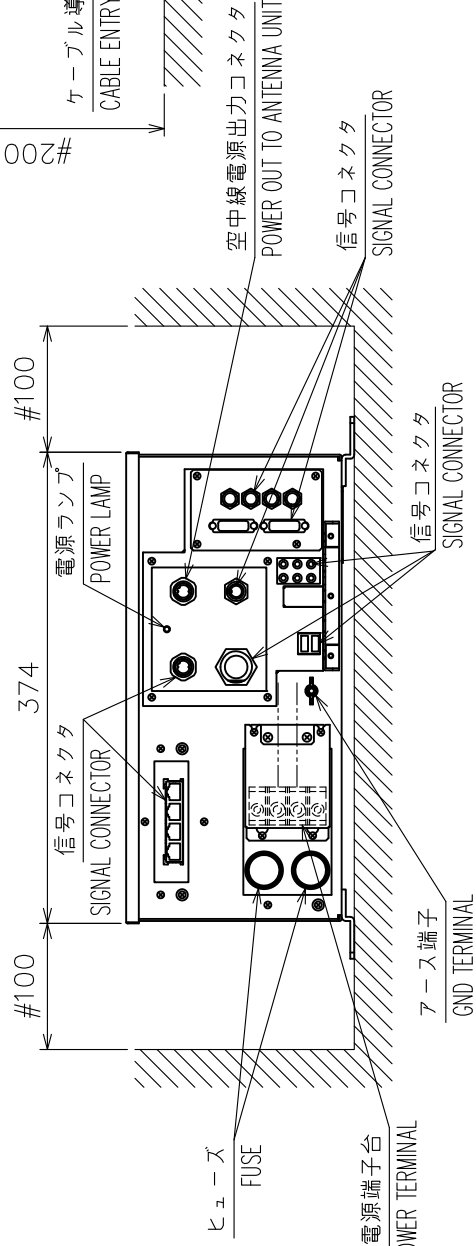 ケーブル導
CABLE ENTRY
#200
空中線電源出力コネクタ
POWER OUT TO ANTENNA UNIT
信号コネクタ
SIGNAL CONNECTOR
#100
374
#100
電源ランプ
POWER LAMP
信号コネクタ
SIGNAL CONNECTOR
信号コネクタ
SIGNAL CONNECTOR
アース端子
GND TERMINAL
ヒューズ
FUSE
電源端子台
OWER TERMINAL